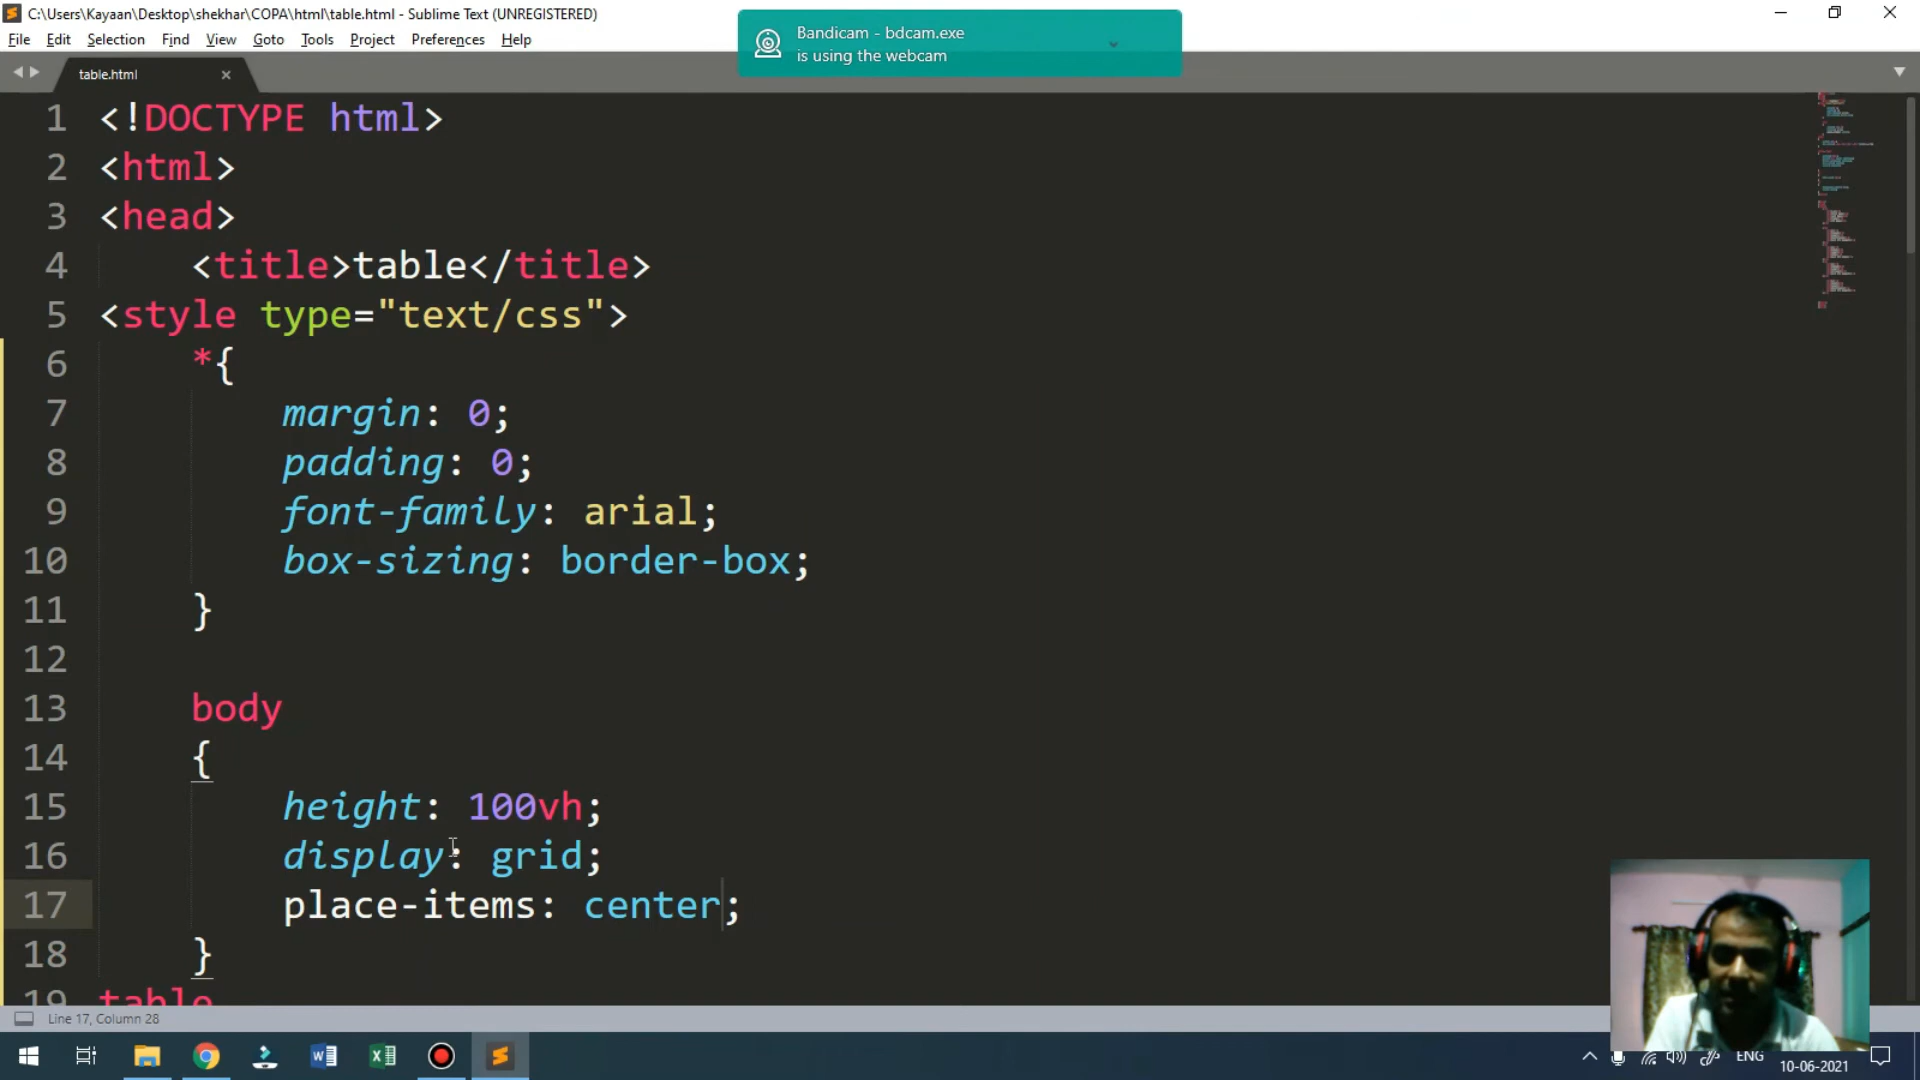 C:\Users\Kayaan\Desktop\shekhar\COPA\html\table.html - Sublime Text (UNREGISTERED)
File Edit Selection Find View Goto Tools Project Preferences Help
Bandicam - bdcam.exe
is using the webcam
table.html
1 <!DOCTYPE html>
2 <html>
3 <head>
4 <title>table</title>
5 <style type="text/css">
6 *{
7 margin: 0;
8 padding: 0;
9 font-family: arial;
10 box-sizing: border-box;
11 }
12
13 body
14 {
15 height: 100vh;
16 display: grid;
17 place-items: center;
18 }
19 table
Line 17, Column 28
ENG
10-06-2021